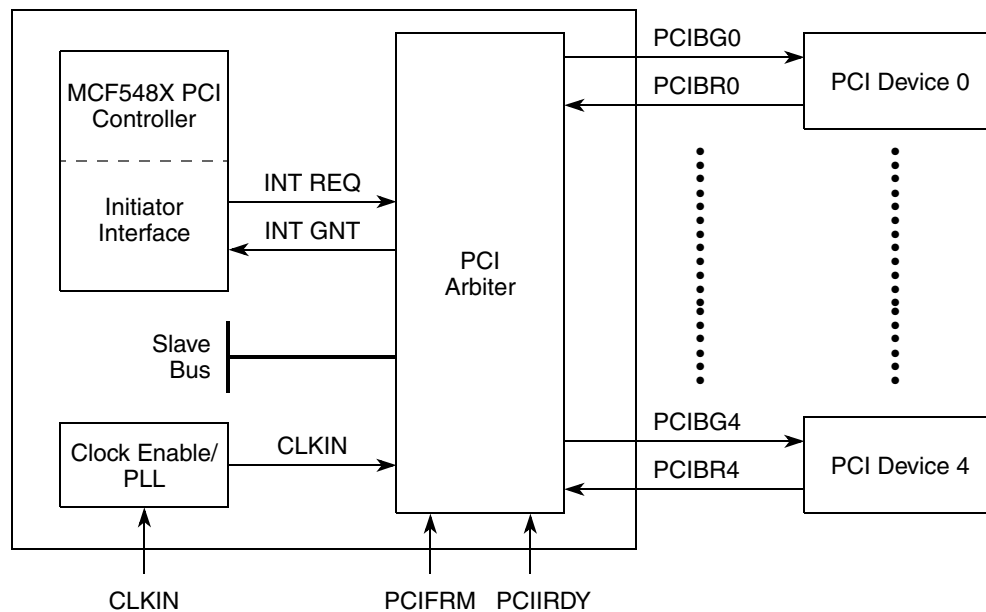 MCF548X PCI
Controller
Initiator
Interface
INT REQ
INT GNT
PCI
Arbiter
Slave
Bus
Clock Enable/
PLL
CLKIN
CLKIN
PCIFRM
PCIIRDY
PCIBG0
PCIBR0
PCI Device 0
PCIBG4
PCIBR4
PCI Device 4